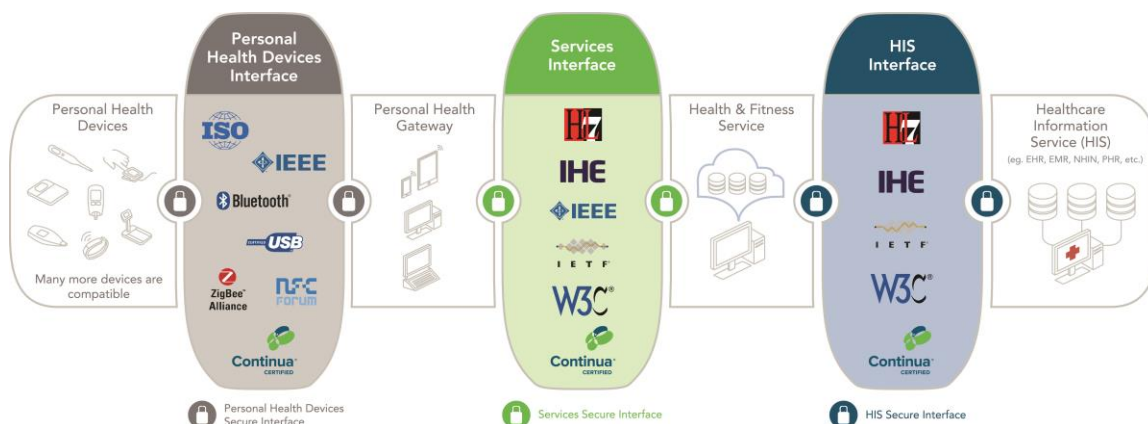 Personal
Health Devices
Interface
Services
Interface
HIS
Interface
Personal Health
Devices
Many more devices are
compatible
ISO
IEEE
Bluetooth®
CERTIFIED USB
ZigBee™
Alliance
NFC
FORUM
Continua®
CERTIFIED
Personal Health
Gateway
HL7
IHE
IEEE
IETF®
W3C®
Continua®
CERTIFIED
Health & Fitness
Service
HL7
IHE
IETF®
W3C®
Continua®
CERTIFIED
Healthcare
Information
Service (HIS)
(eg. EHR, EMR, NHIN, PHR, etc.)
Personal Health Devices
Secure Interface
Services Secure Interface
HIS Secure Interface